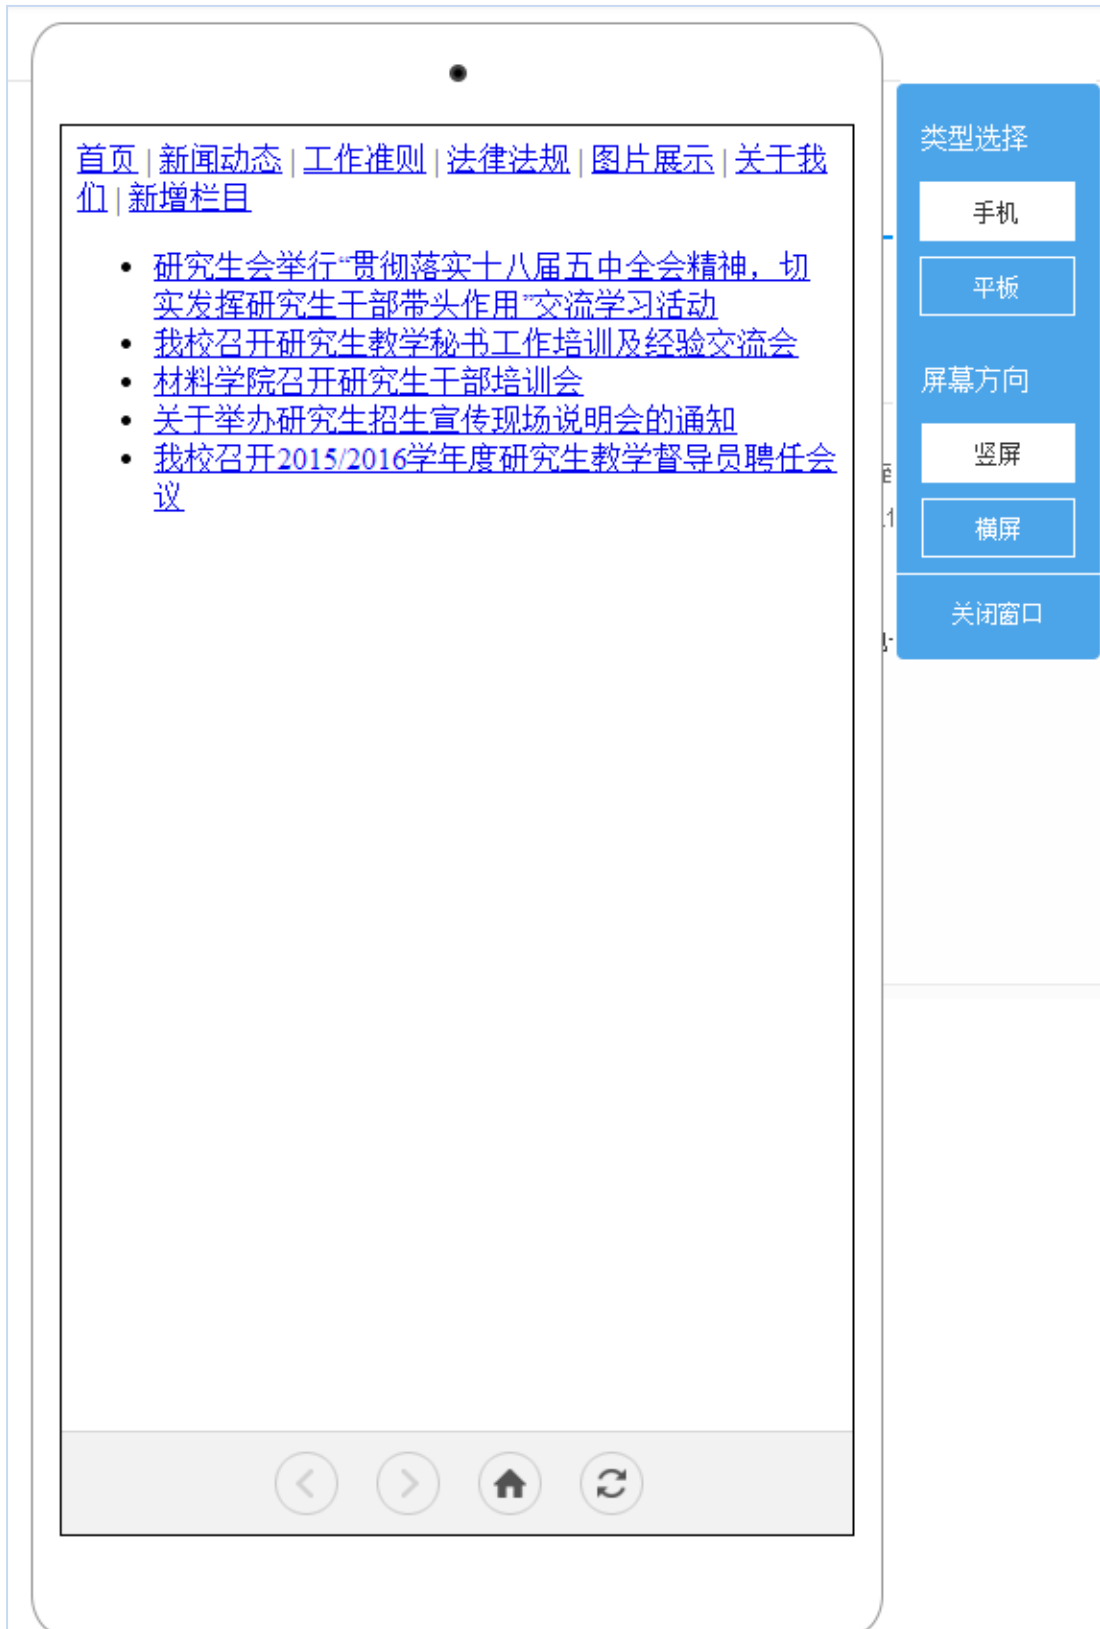 首页 | 新闻动态 | 工作准则 | 法律法规 | 图片展示 | 关于我
们 | 新增栏目
研究生会举行“贯彻落实十八届五中全会精神，切
实发挥研究生干部带头作用”交流学习活动
我校召开研究生教学秘书工作培训及经验交流会
材料学院召开研究生干部培训会
关于举办研究生招生宣传现场说明会的通知
我校召开2015/2016学年度研究生教学督导员聘任会
议
类型选择
手机
平板
屏幕方向
竖屏
横屏
关闭窗口